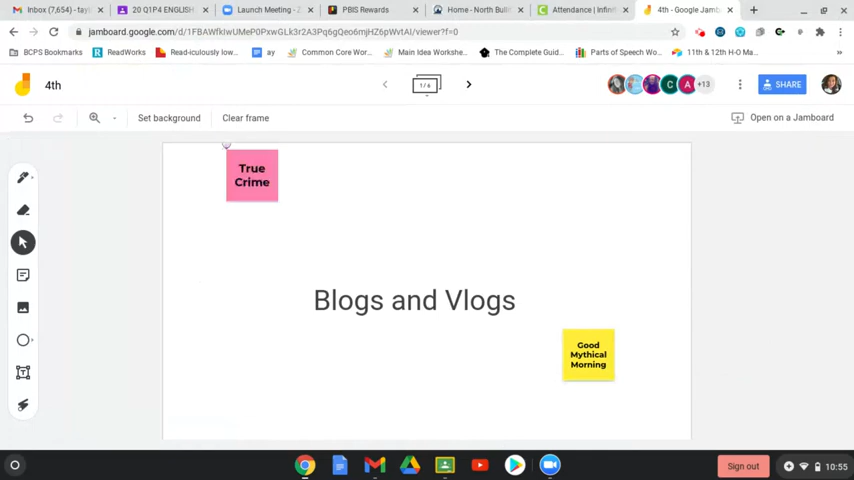 Inbox (7,654) - tayl
20 Q1P4 ENGLISH
Launch Meeting - Z
PBIS Rewards
Home - North Bulli
Attendance | Infini
4th - Google Jamb
jamboard.google.com/d/1FBAWfkIwUMeP0PxwGLk3r2A3Pq6gQeo6mjHZ6pWvtAI/viewer?f=0
BCPS Bookmarks
ReadWorks
Read-iculously low...
ay
Common Core Wor...
Main Idea Workshe...
The Complete Guid...
Parts of Speech Wo...
11th & 12th H-O Ma...
4th
1/6
C
A
+13
SHARE
Set background
Clear frame
Open on a Jamboard
True
Crime
Blogs and Vlogs
Good
Mythical
Morning
Sign out
10:55